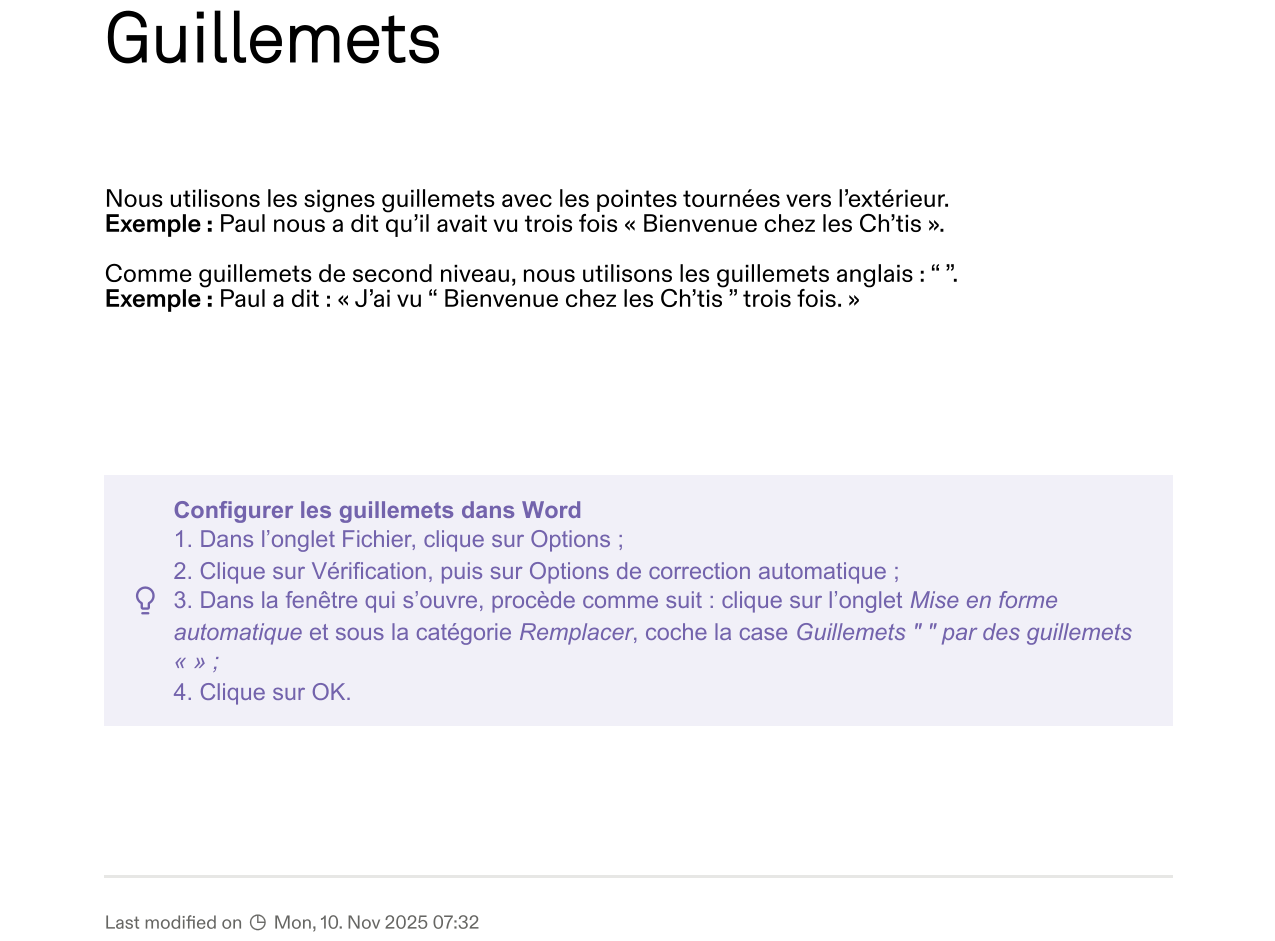 Guillemets
Nous utilisons les signes guillemets avec les pointes tournées vers l’extérieur.
Exemple : Paul nous a dit qu’il avait vu trois fois « Bienvenue chez les Ch’tis ».
Comme guillemets de second niveau, nous utilisons les guillemets anglais : “ ”.
Exemple : Paul a dit : « J’ai vu “ Bienvenue chez les Ch’tis ” trois fois. »
Configurer les guillemets dans Word
1. Dans l’onglet Fichier, clique sur Options ;
2. Clique sur Vérification, puis sur Options de correction automatique ;
3. Dans la fenêtre qui s’ouvre, procède comme suit : clique sur l’onglet Mise en forme
automatique et sous la catégorie Remplacer, coche la case Guillemets " " par des guillemets
« » ;
4. Clique sur OK.
Last modified on Mon, 10. Nov 2025 07:32